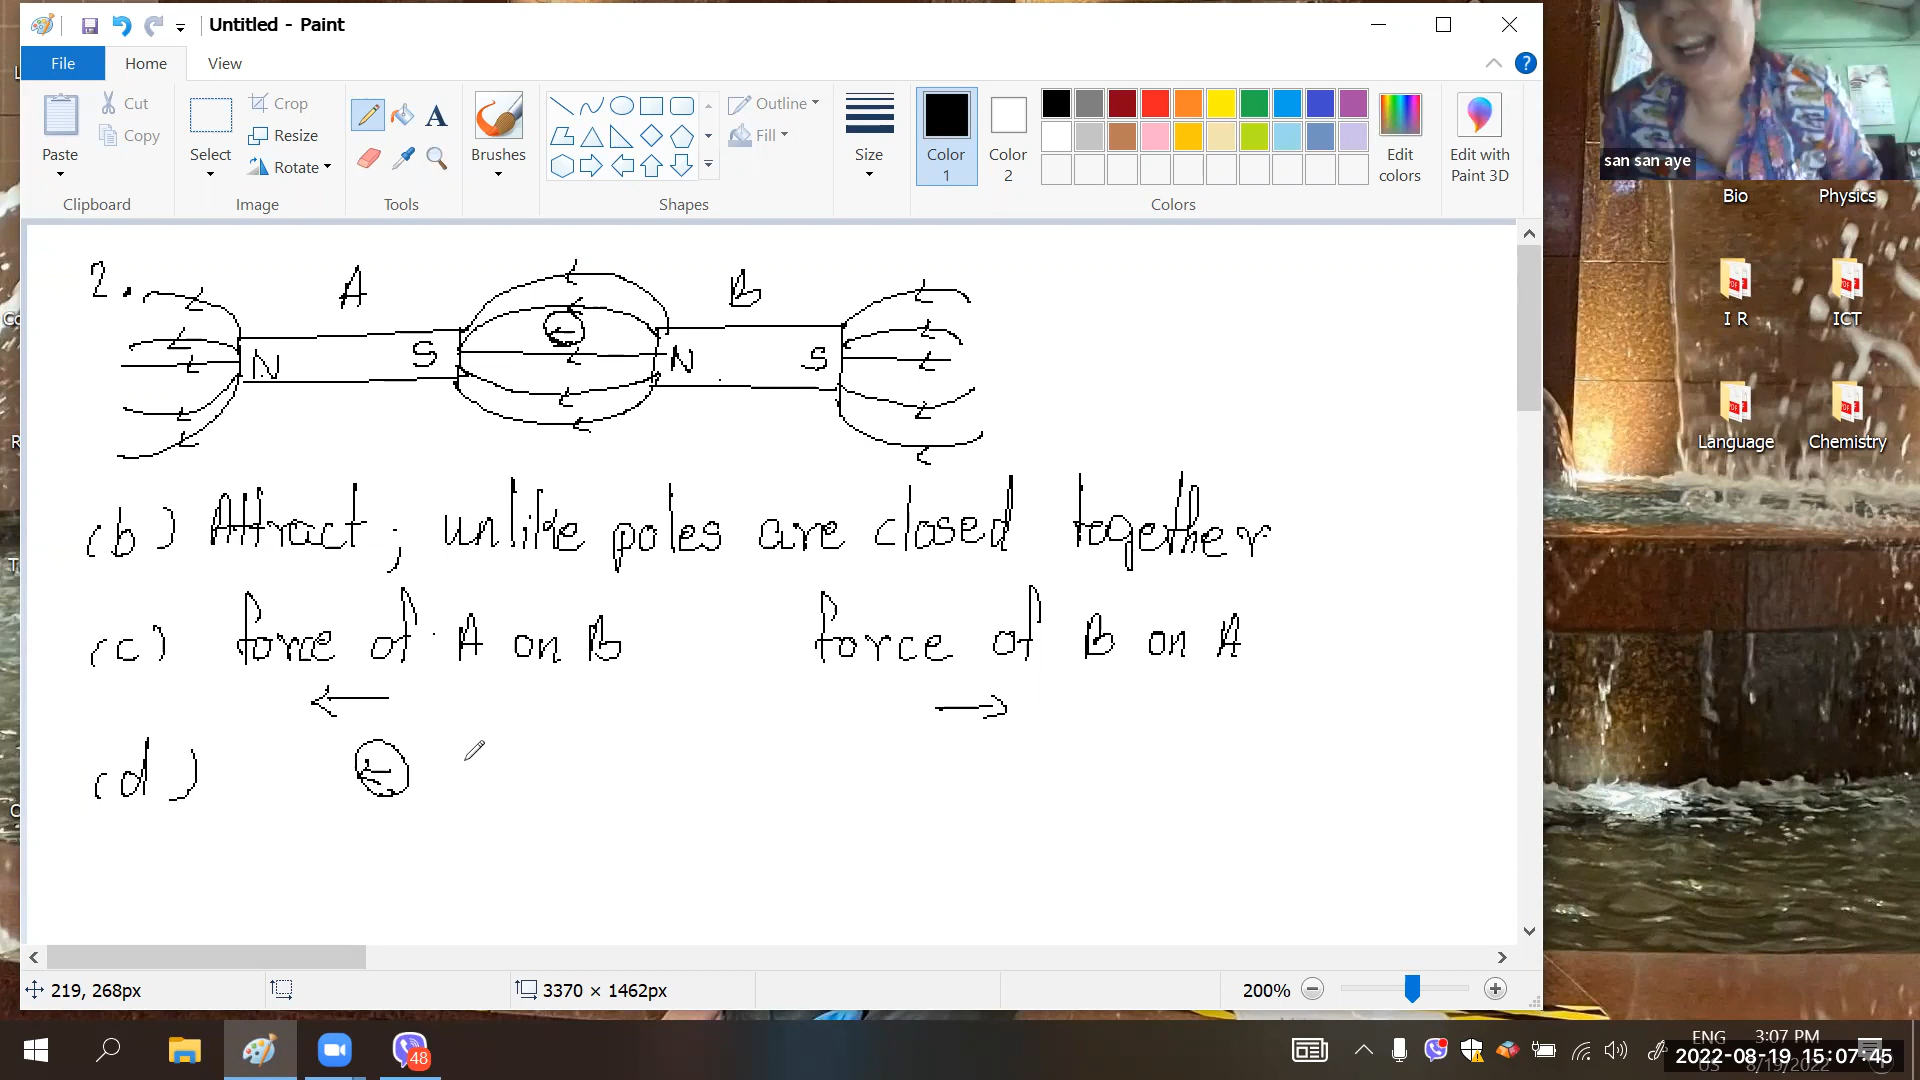 Untitled - Paint
File Home View
Paste Cut Copy Clipboard
Select Crop Resize Rotate Image
Tools
Brushes
Shapes
Outline Fill
Size
Color 1 Color 2
Edit colors
Colors
Edit with Paint 3D
san san aye
Bio Physics
I R ICT
Language Chemistry
2. A B
N S N S
(b) Attract ; unlike poles are closed together
(c) force of A on B force of B on A
(d)
219, 268px
3370 × 1462px
200%
48
ENG 3:07 PM
2022-08-19 15:07:45